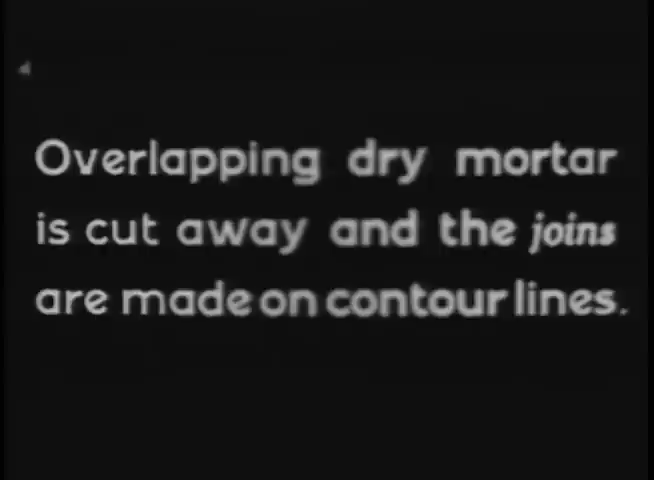 Overlapping dry mortar
is cut away and the joins
are made on contour lines.